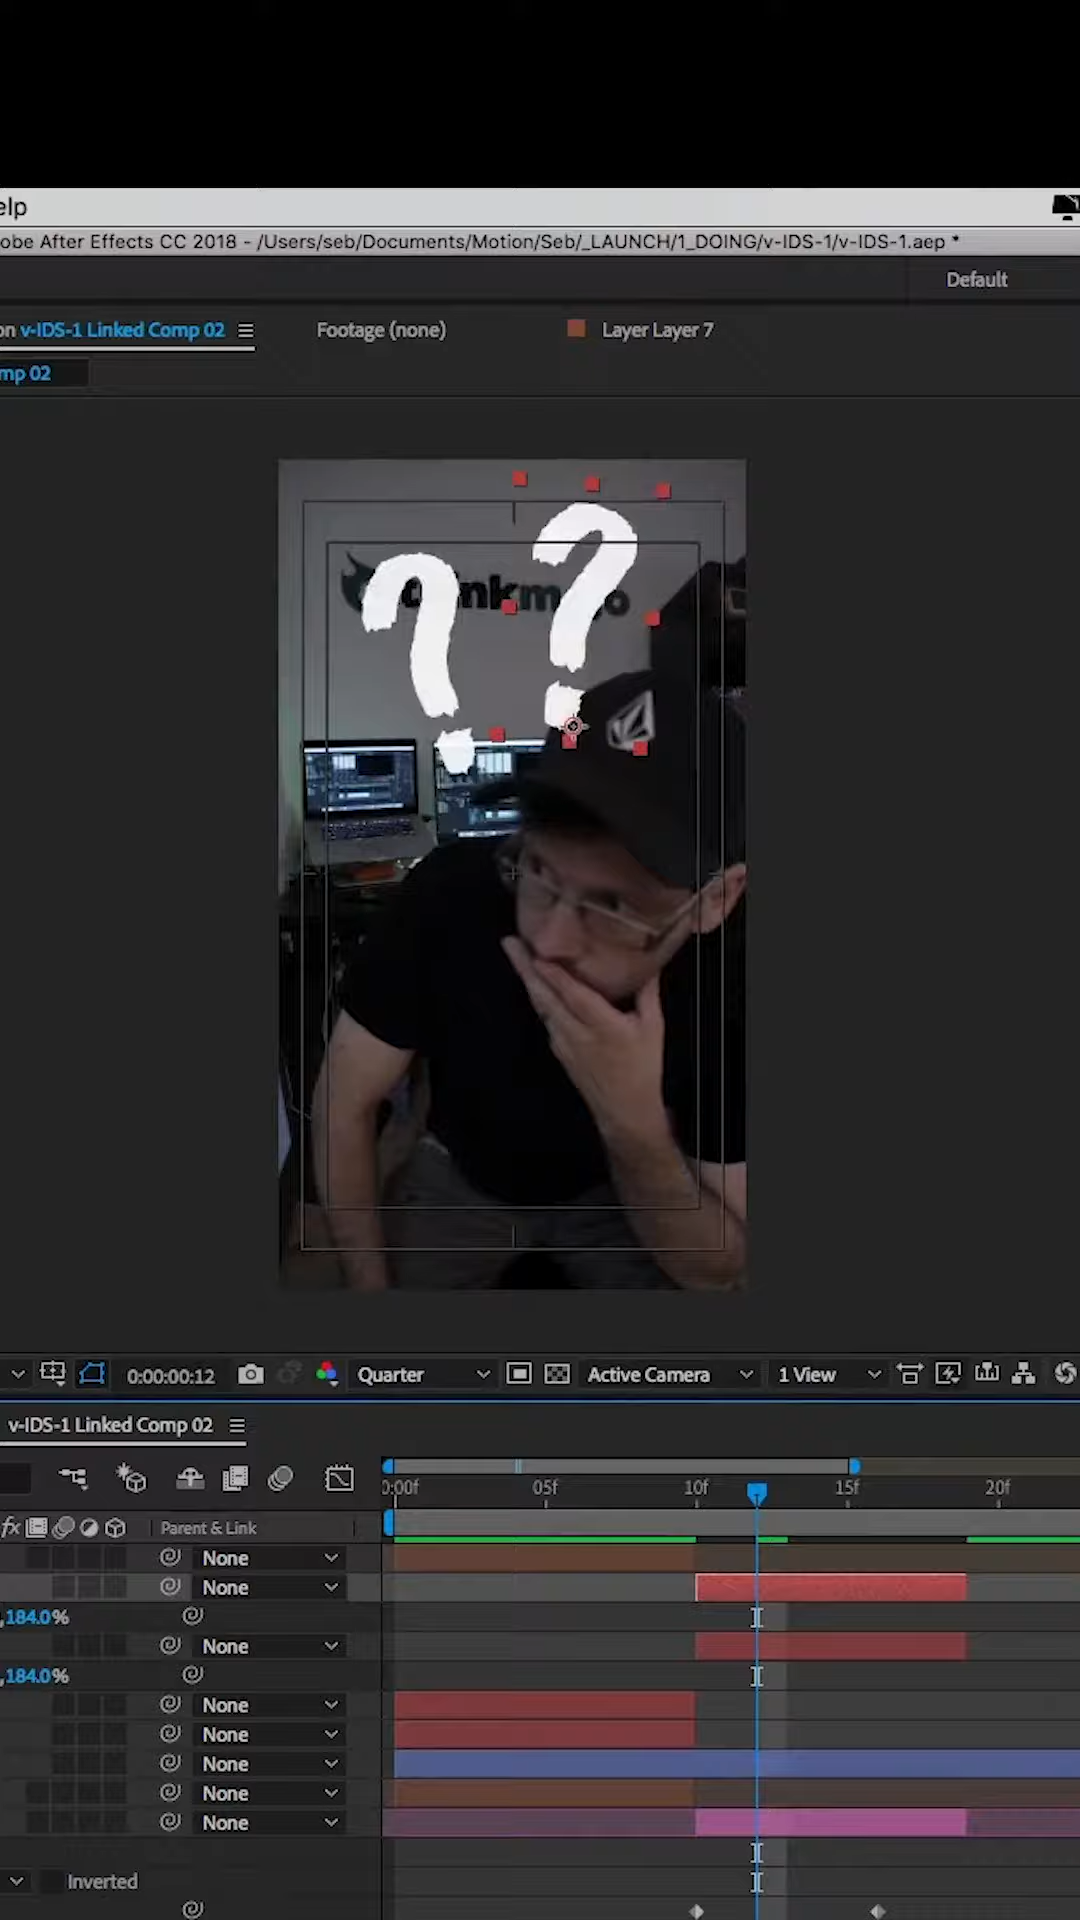 elp
obe After Effects CC 2018 - /Users/seb/Documents/Motion/Seb/_LAUNCH/1_DOING/v-IDS-1/v-IDS-1.aep *
Default
on v-IDS-1 Linked Comp 02
Footage (none)
Layer Layer 7
mp 02
? ?
0:00:00:12
Quarter
Active Camera
1 View
v-IDS-1 Linked Comp 02
0:00f 05f 10f 15f 20f
fx
Parent & Link
None
None
,184.0%
None
,184.0%
None
None
None
None
None
Inverted